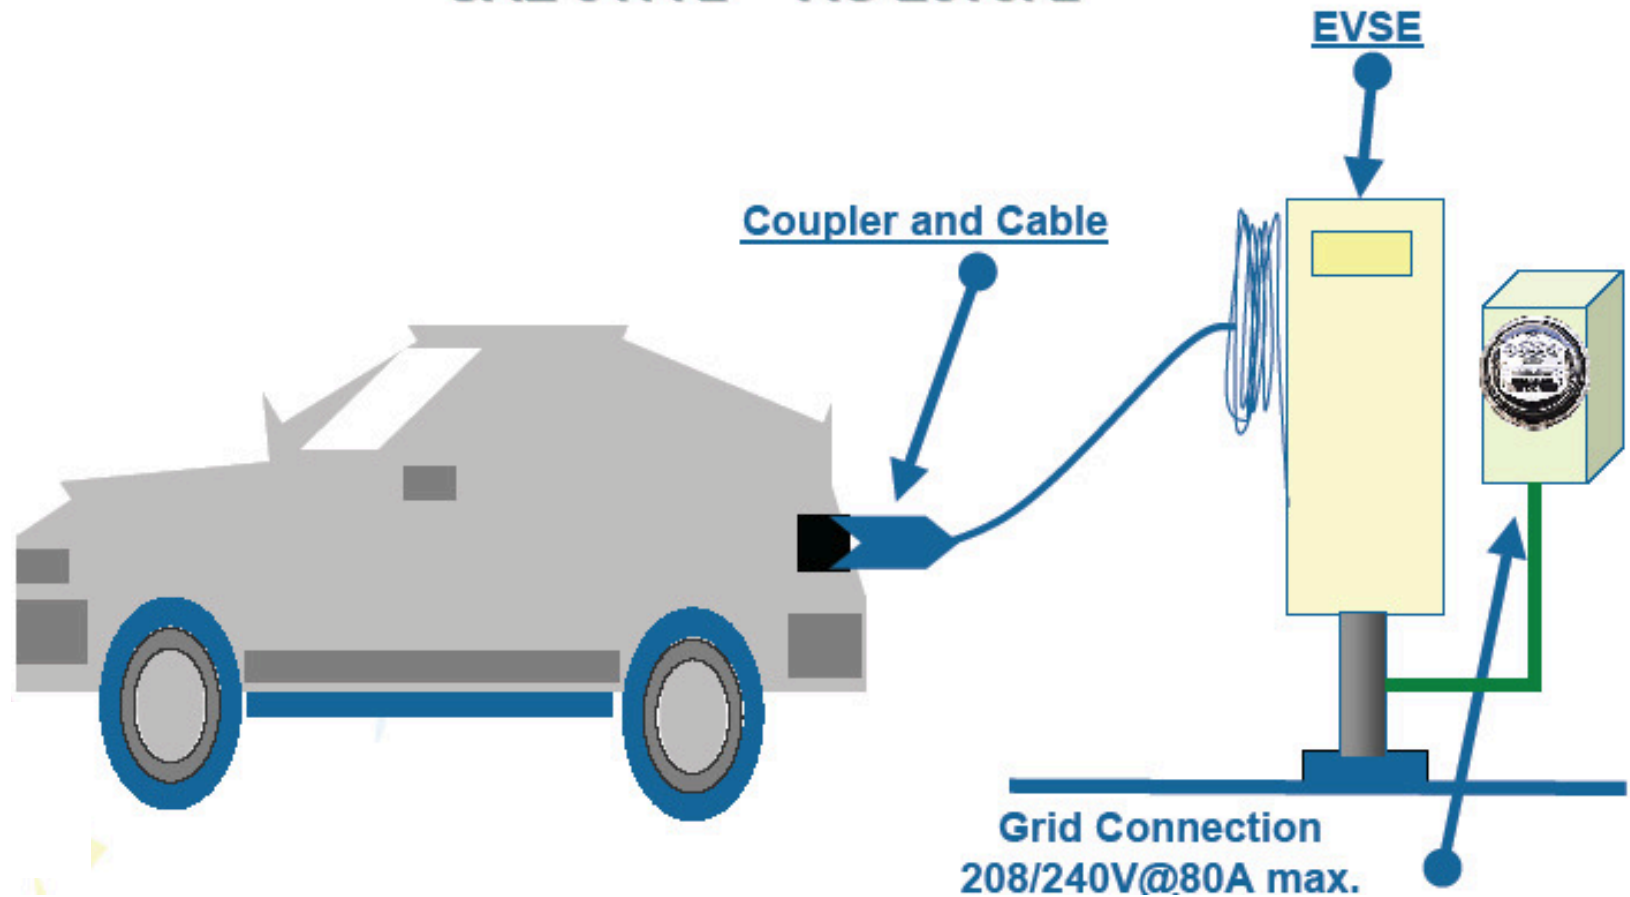 EVSE
Coupler and Cable
Grid Connection
208/240V@80A max.